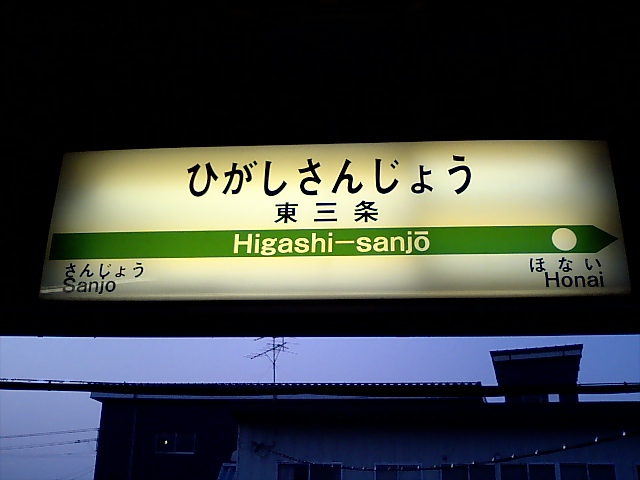 ひがしさんじょう
東三条
Higashi-sanjō
さんじょう
Sanjo
ほない
Honai